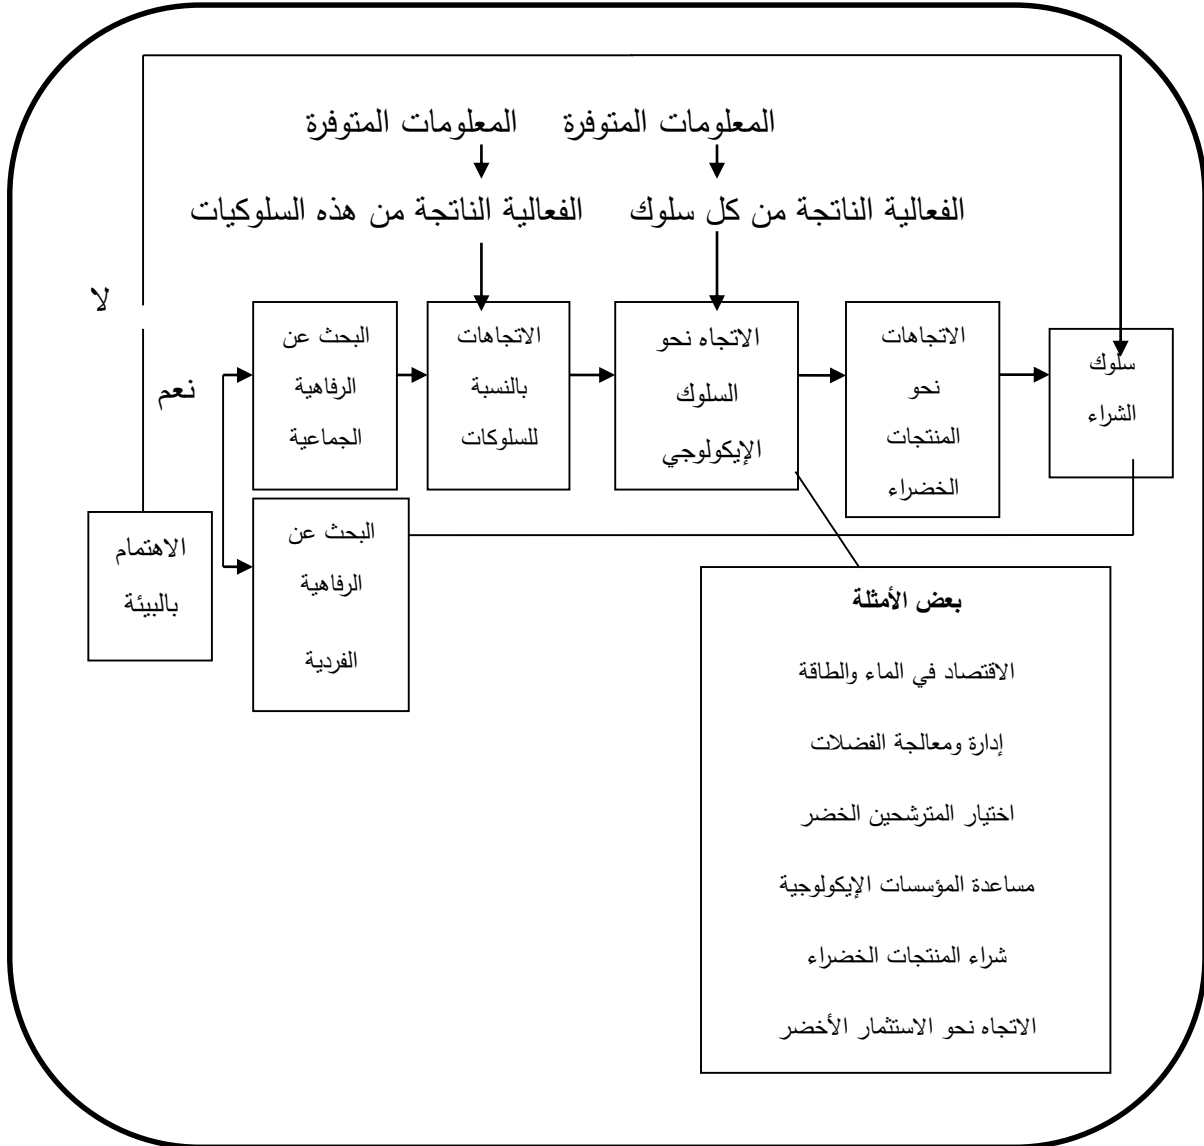 المعلومات المتوفرة
المعلومات المتوفرة
الفعالية الناتجة من كل سلوك
الفعالية الناتجة من هذه السلوكيات
لا
نعم
الاهتمام
بالبيئة
البحث عن
الرفاهية
الجماعية
البحث عن
الرفاهية
الفردية
الاتجاهات
بالنسبة
للسلوكات
الاتجاه نحو
السلوك
الإيكولوجي
الاتجاهات
نحو
المنتجات
الخضراء
سلوك
الشراء
بعض الأمثلة
الاقتصاد في الماء والطاقة
إدارة ومعالجة الفضلات
اختيار المترشحين الخضر
مساعدة المؤسسات الإيكولوجية
شراء المنتجات الخضراء
الاتجاه نحو الاستثمار الأخضر